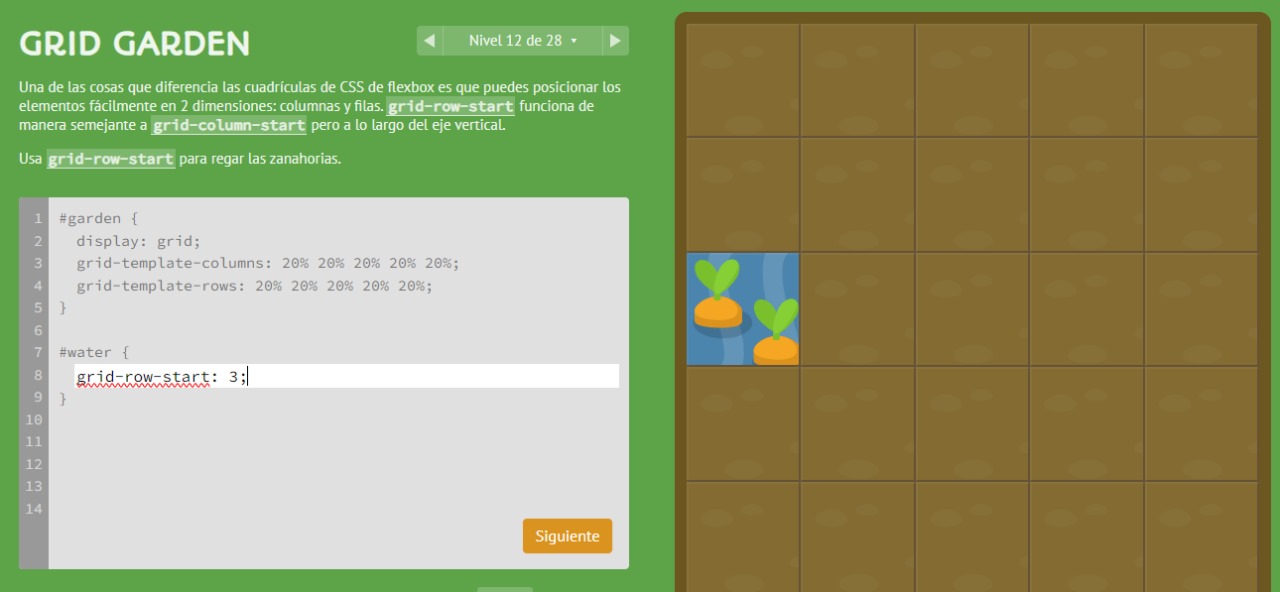 GRID GARDEN
◀ Nivel 12 de 28 ▾ ▶
Una de las cosas que diferencia las cuadrículas de CSS de flexbox es que puedes posicionar los
elementos fácilmente en 2 dimensiones: columnas y filas. grid-row-start funciona de
manera semejante a grid-column-start pero a lo largo del eje vertical.
Usa grid-row-start para regar las zanahorias.
1 #garden {
2 display: grid;
3 grid-template-columns: 20% 20% 20% 20% 20%;
4 grid-template-rows: 20% 20% 20% 20% 20%;
5 }
6
7 #water {
8 grid-row-start: 3;
9 }
10
11
12
13
14
Siguiente